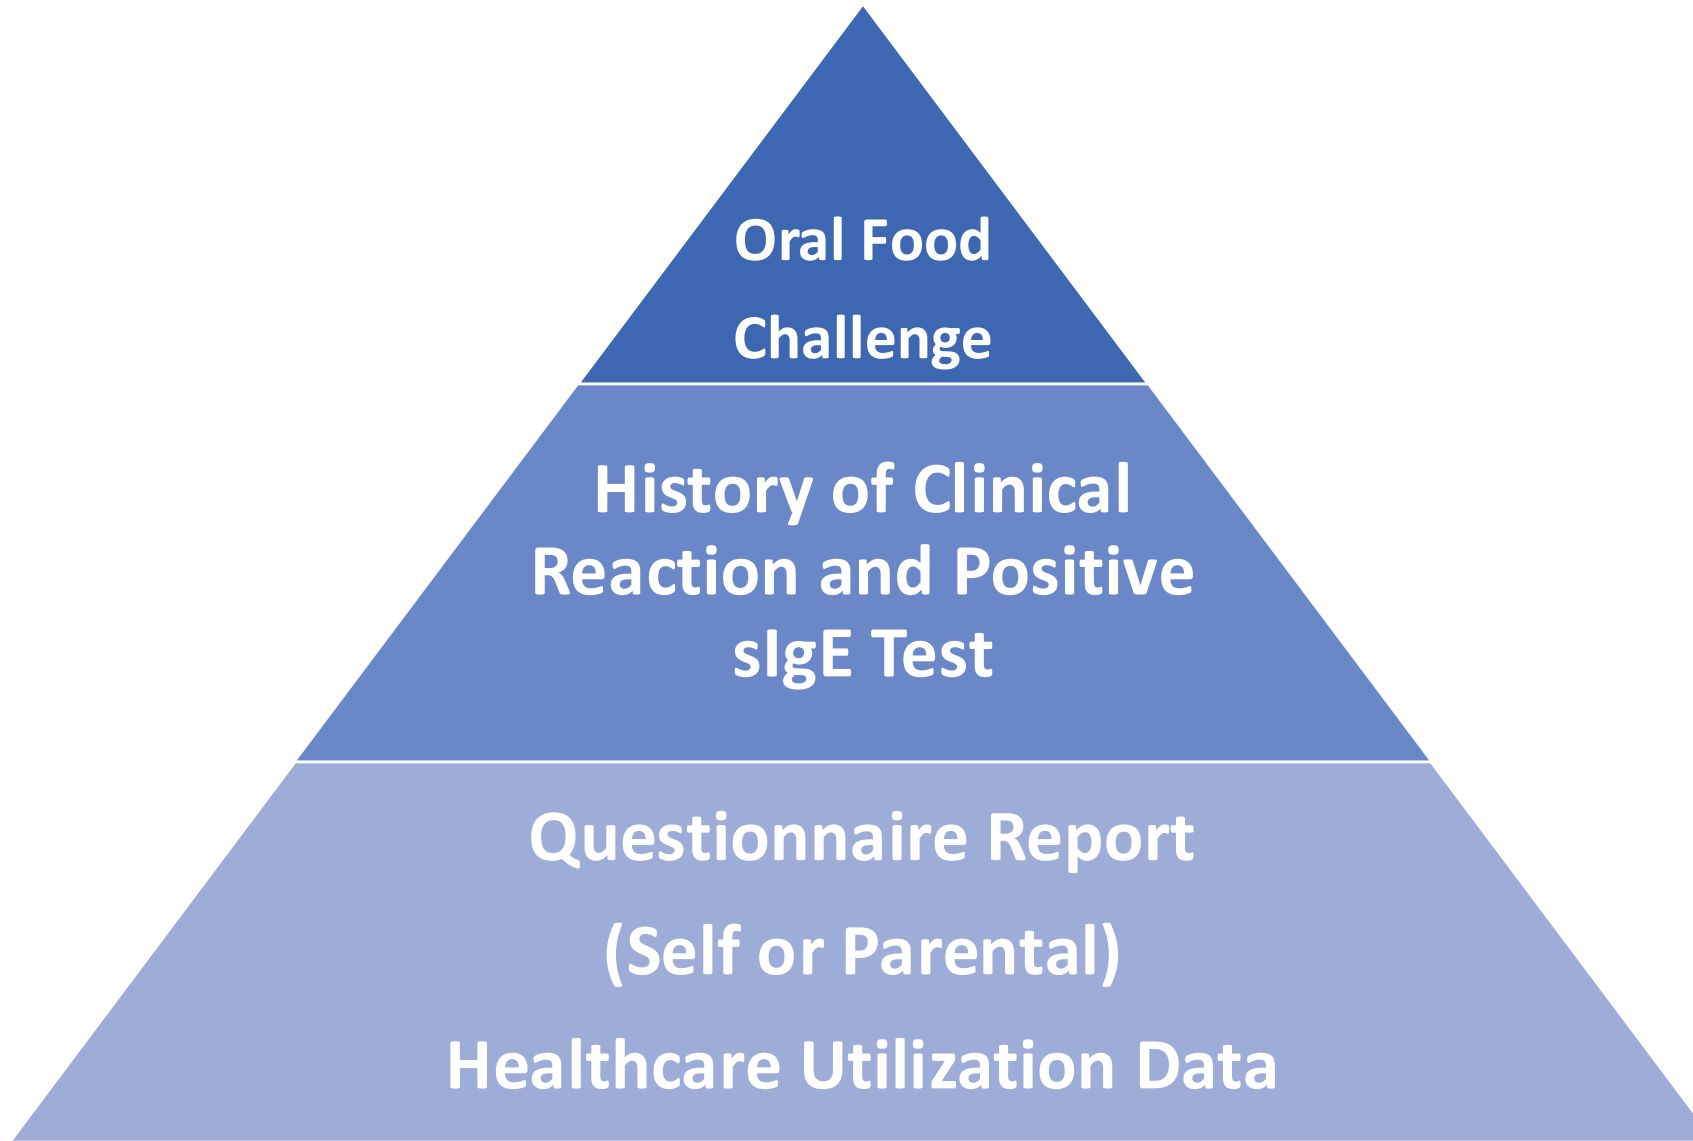 Oral Food
Challenge
History of Clinical
Reaction and Positive
sIgE Test
Questionnaire Report
(Self or Parental)
Healthcare Utilization Data